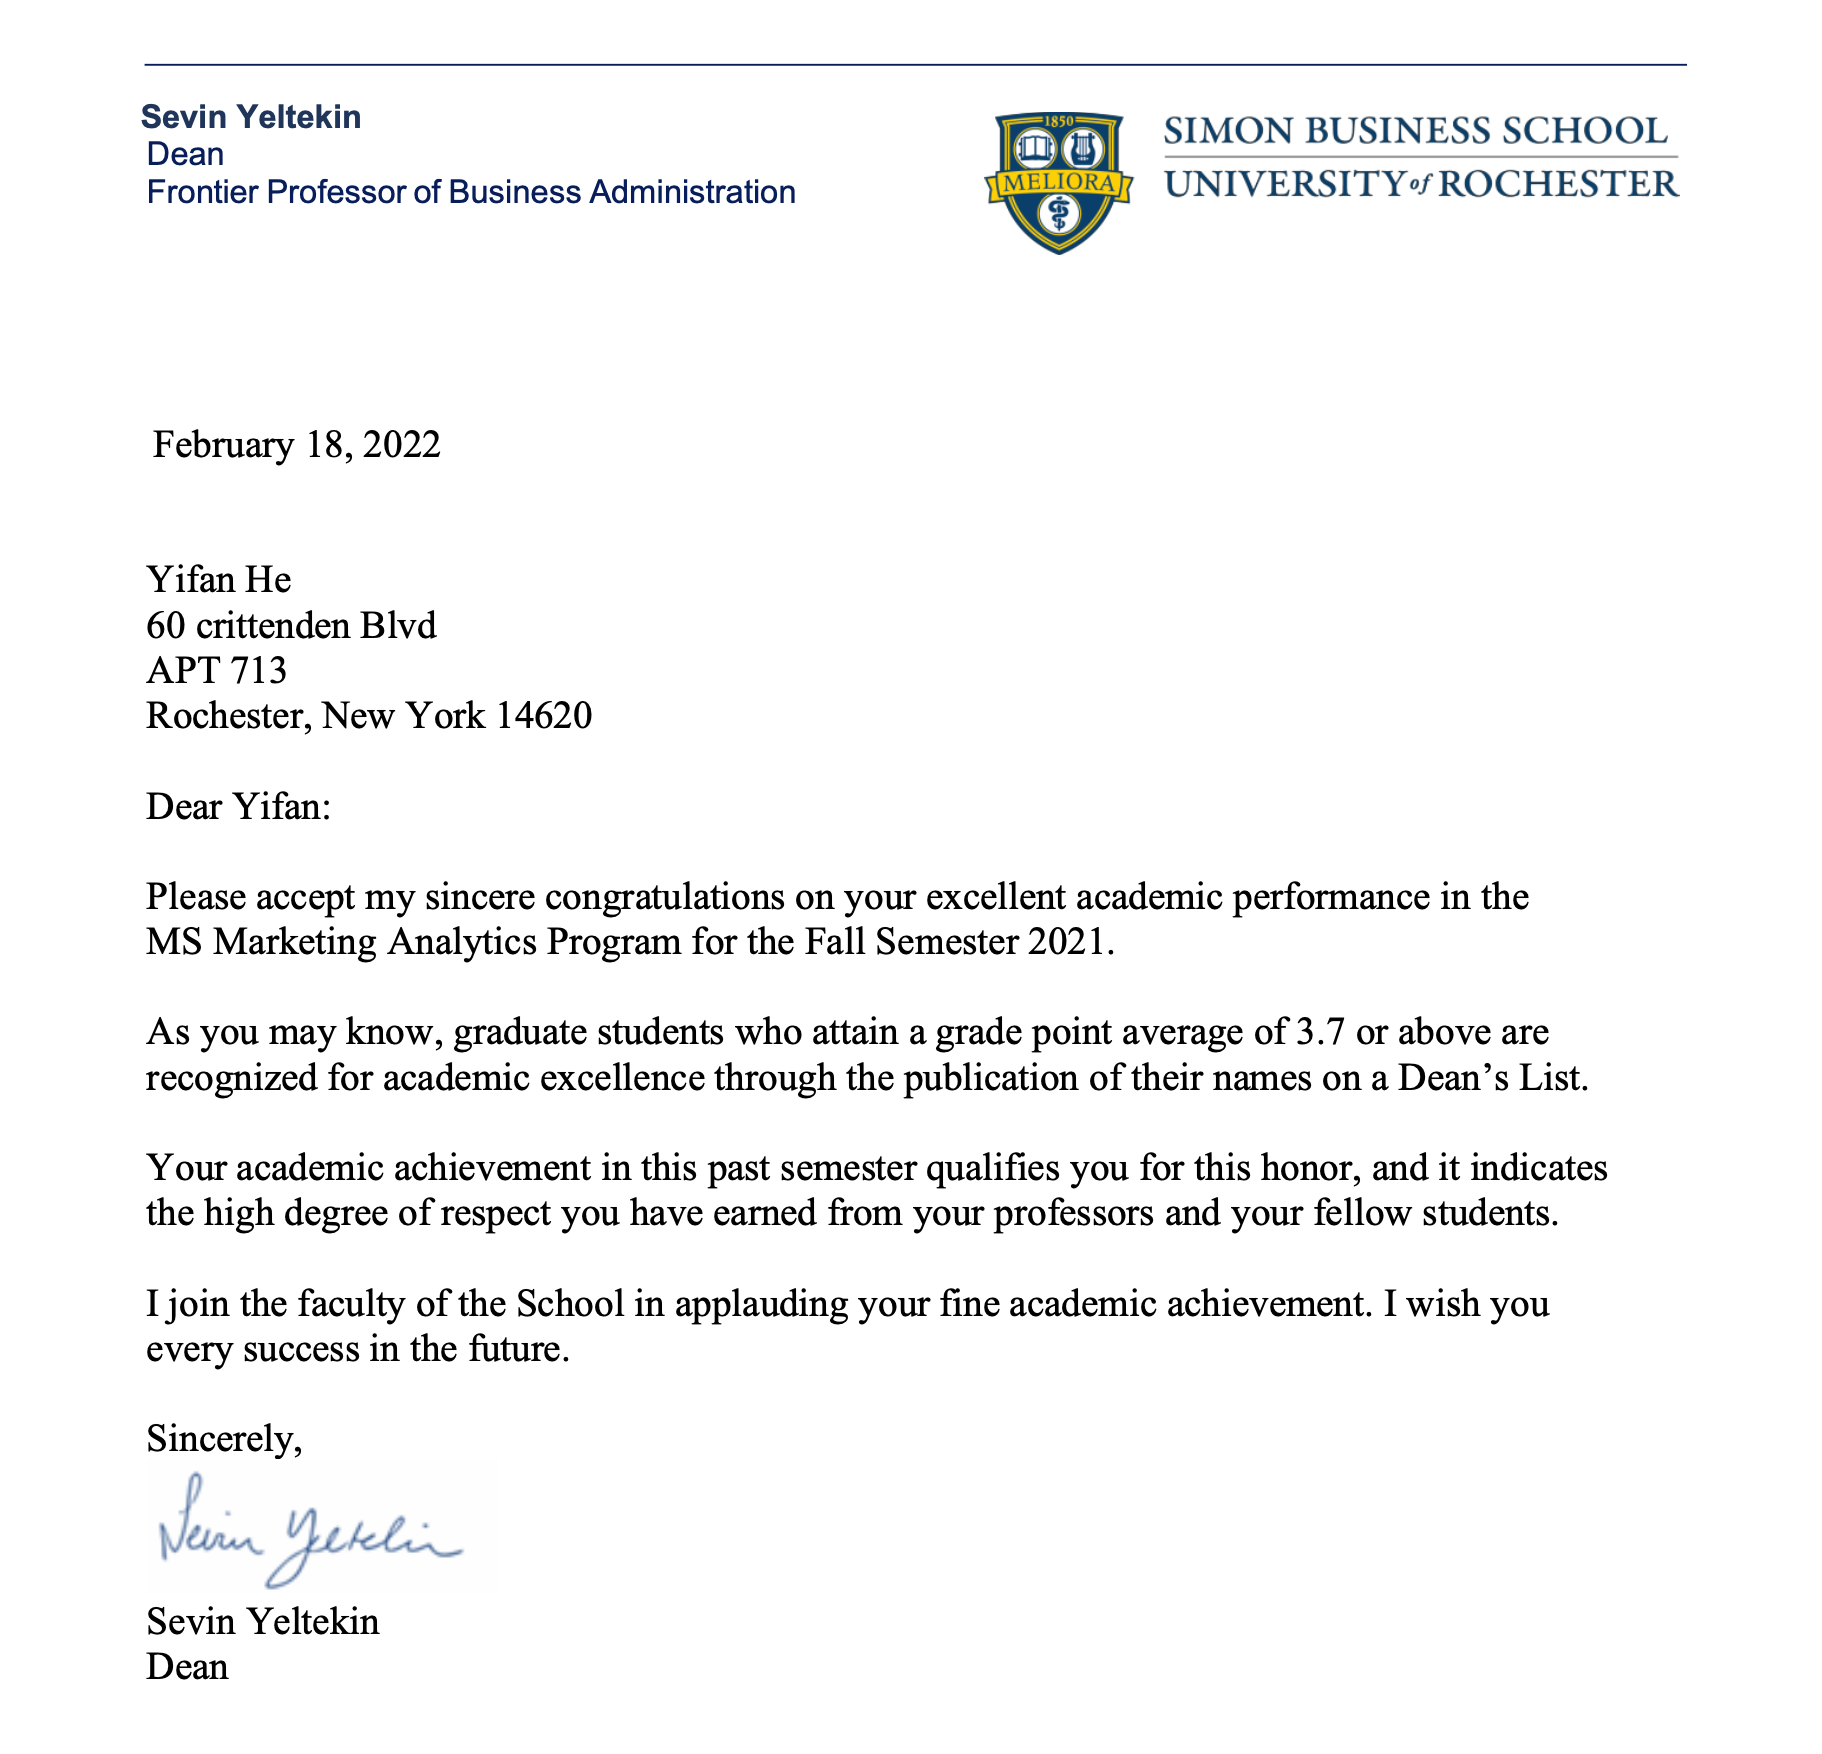 Sevin Yeltekin
Dean
Frontier Professor of Business Administration
1850
MELIORA
SIMON BUSINESS SCHOOL
UNIVERSITY of ROCHESTER
February 18, 2022
Yifan He
60 crittenden Blvd
APT 713
Rochester, New York 14620
Dear Yifan:
Please accept my sincere congratulations on your excellent academic performance in the
MS Marketing Analytics Program for the Fall Semester 2021.
As you may know, graduate students who attain a grade point average of 3.7 or above are
recognized for academic excellence through the publication of their names on a Dean’s List.
Your academic achievement in this past semester qualifies you for this honor, and it indicates
the high degree of respect you have earned from your professors and your fellow students.
I join the faculty of the School in applauding your fine academic achievement. I wish you
every success in the future.
Sincerely,
Sevin Yeltekin
Sevin Yeltekin
Dean